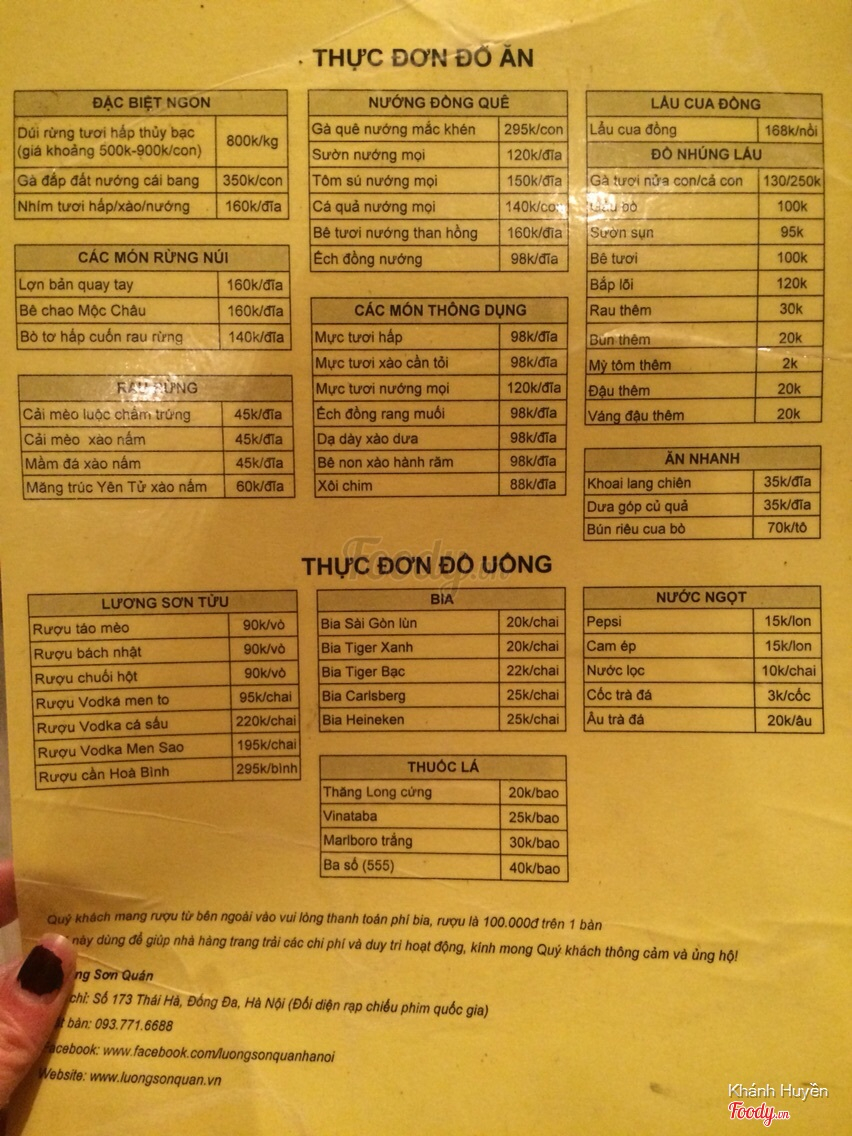 THỰC ĐƠN ĐỒ ĂN
ĐẶC BIỆT NGON
Dúi rừng tươi hấp thủy bạc
(giá khoảng 500k-900k/con) 800k/kg
Gà đắp đất nướng cái bang 350k/con
Nhím tươi hấp/xào/nướng 160k/đĩa
CÁC MÓN RỪNG NÚI
Lợn bản quay tay 160k/đĩa
Bê chao Mộc Châu 160k/đĩa
Bò tơ hấp cuốn rau rừng 140k/đĩa
RAU RỪNG
Cải mèo luộc chấm trứng 45k/đĩa
Cải mèo xào nấm 45k/đĩa
Mầm đá xào nấm 45k/đĩa
Măng trúc Yên Tử xào nấm 60k/đĩa
NƯỚNG ĐỒNG QUÊ
Gà quê nướng mắc khén 295k/con
Sườn nướng mọi 120k/đĩa
Tôm sú nướng mọi 150k/đĩa
Cá quả nướng mọi 140k/con
Bê tươi nướng than hồng 160k/đĩa
Ếch đồng nướng 98k/đĩa
CÁC MÓN THÔNG DỤNG
Mực tươi hấp 98k/đĩa
Mực tươi xào cần tỏi 98k/đĩa
Mực tươi nướng mọi 120k/đĩa
Ếch đồng rang muối 98k/đĩa
Dạ dày xào dưa 98k/đĩa
Bê non xào hành răm 98k/đĩa
Xôi chim 88k/đĩa
LẨU CUA ĐỒNG
Lẩu cua đồng 168k/nồi
ĐỒ NHÚNG LẨU
Gà tươi nửa con/cả con 130/250k
bò 100k
Sườn sụn 95k
Bê tươi 100k
Bắp lõi 120k
Rau thêm 30k
Bún thêm 20k
Mỳ tôm thêm 2k
Đậu thêm 20k
Váng đậu thêm 20k
ĂN NHANH
Khoai lang chiên 35k/đĩa
Dưa góp củ quả 35k/đĩa
Bún riêu cua bò 70k/tô
THỰC ĐƠN ĐỒ UỐNG
LƯƠNG SƠN TỬU
Rượu táo mèo 90k/vò
Rượu bách nhật 90k/vò
Rượu chuối hột 90k/vò
Rượu Vodka men to 95k/chai
Rượu Vodka cá sấu 220k/chai
Rượu Vodka Men Sao 195k/chai
Rượu cần Hoà Bình 295k/bình
BIA
Bia Sài Gòn lùn 20k/chai
Bia Tiger Xanh 20k/chai
Bia Tiger Bạc 22k/chai
Bia Carlsberg 25k/chai
Bia Heineken 25k/chai
THUỐC LÁ
Thăng Long cứng 20k/bao
Vinataba 25k/bao
Marlboro trắng 30k/bao
Ba số (555) 40k/bao
NƯỚC NGỌT
Pepsi 15k/lon
Cam ép 15k/lon
Nước lọc 10k/chai
Cốc trà đá 3k/cốc
Âu trà đá 20k/âu
Foody.vn
Quý khách mang rượu từ bên ngoài vào vui lòng thanh toán phí bia, rượu là 100.000đ trên 1 bàn
này dùng để giúp nhà hàng trang trải các chi phí và duy trì hoạt động, kính mong Quý khách thông cảm và ủng hộ!
ng Sơn Quán
chỉ: Số 173 Thái Hà, Đống Đa, Hà Nội (Đối diện rạp chiếu phim quốc gia)
bàn: 093.771.6688
acebook: www.facebook.com/luongsonquanhanoi
Website: www.luongsonquan.vn
Khánh Huyền
Foody.vn